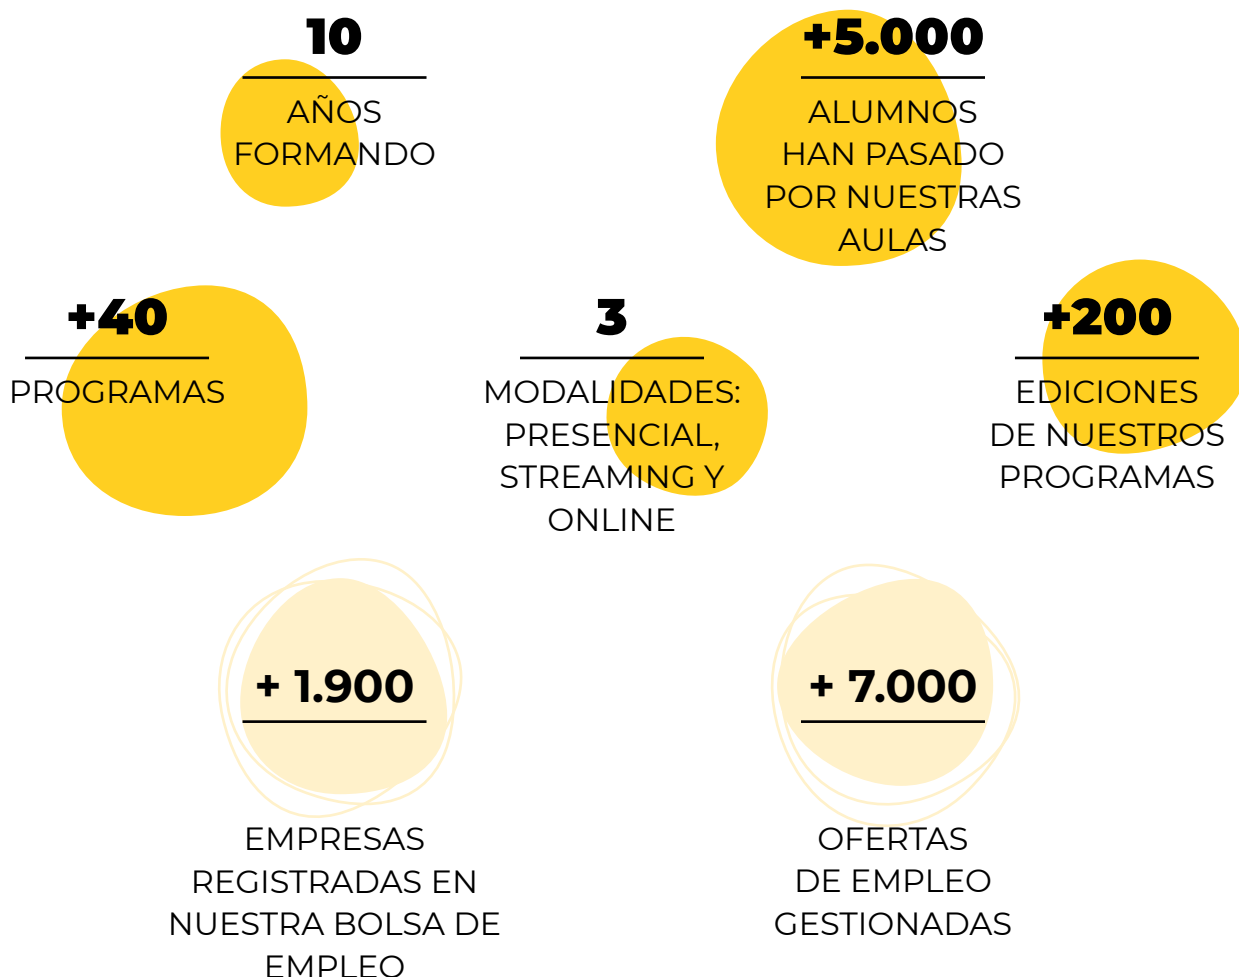 10
AÑOS
FORMANDO
+5.000
ALUMNOS
HAN PASADO
POR NUESTRAS
AULAS
+40
PROGRAMAS
3
MODALIDADES:
PRESENCIAL,
STREAMING Y
ONLINE
+200
EDICIONES
DE NUESTROS
PROGRAMAS
+ 1.900
EMPRESAS
REGISTRADAS EN
NUESTRA BOLSA DE
EMPLEO
+ 7.000
OFERTAS
DE EMPLEO
GESTIONADAS